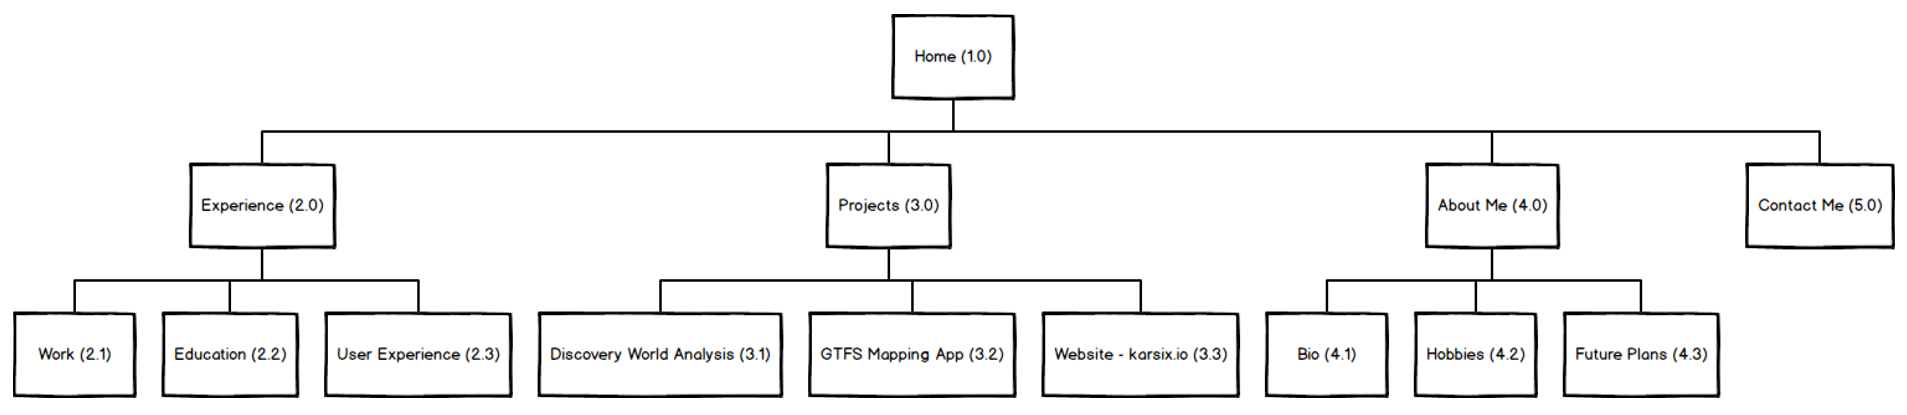 Home (1.0)
Experience (2.0)
Projects (3.0)
About Me (4.0)
Contact Me (5.0)
Work (2.1)
Education (2.2)
User Experience (2.3)
Discovery World Analysis (3.1)
GTFS Mapping App (3.2)
Website - karsix.io (3.3)
Bio (4.1)
Hobbies (4.2)
Future Plans (4.3)